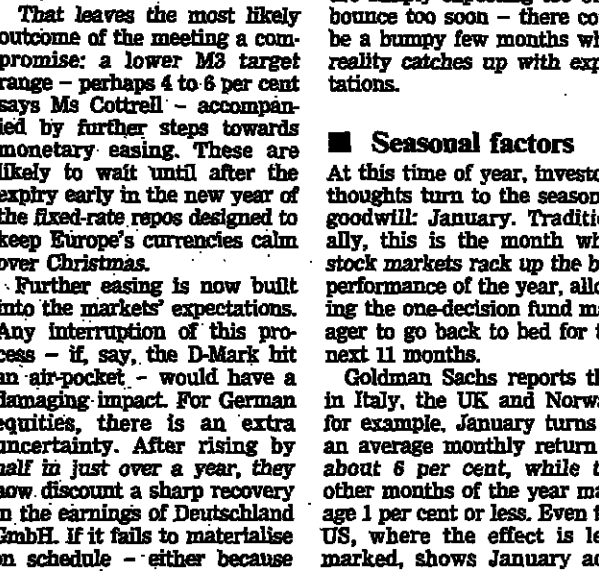 That leaves the most likely
outcome of the meeting a com-
promise: a lower M3 target
range – perhaps 4 to 6 per cent
says Ms Cottrell – accompan-
ied by further steps towards
monetary easing. These are
likely to wait until after the
expiry early in the new year of
the fixed-rate repos designed to
keep Europe's currencies calm
over Christmas.
Further easing is now built
into the markets' expectations.
Any interruption of this pro-
cess – if, say, the D-Mark hit
an air-pocket – would have a
damaging impact. For German
equities, there is an extra
uncertainty. After rising by
half in just over a year, they
now discount a sharp recovery
in the earnings of Deutschland
GmbH. If it fails to materialise
on schedule – either because
bounce too soon – there co
be a bumpy few months wh
reality catches up with exp
tations.
■ Seasonal factors
At this time of year, investo
thoughts turn to the season
goodwill: January. Traditio
ally, this is the month wh
stock markets rack up the b
performance of the year, allo
ing the one-decision fund ma
ager to go back to bed for t
next 11 months.
Goldman Sachs reports th
in Italy, the UK and Norwa
for example, January turns
an average monthly return
about 6 per cent, while t
other months of the year ma
age 1 per cent or less. Even t
US, where the effect is le
marked, shows January ac